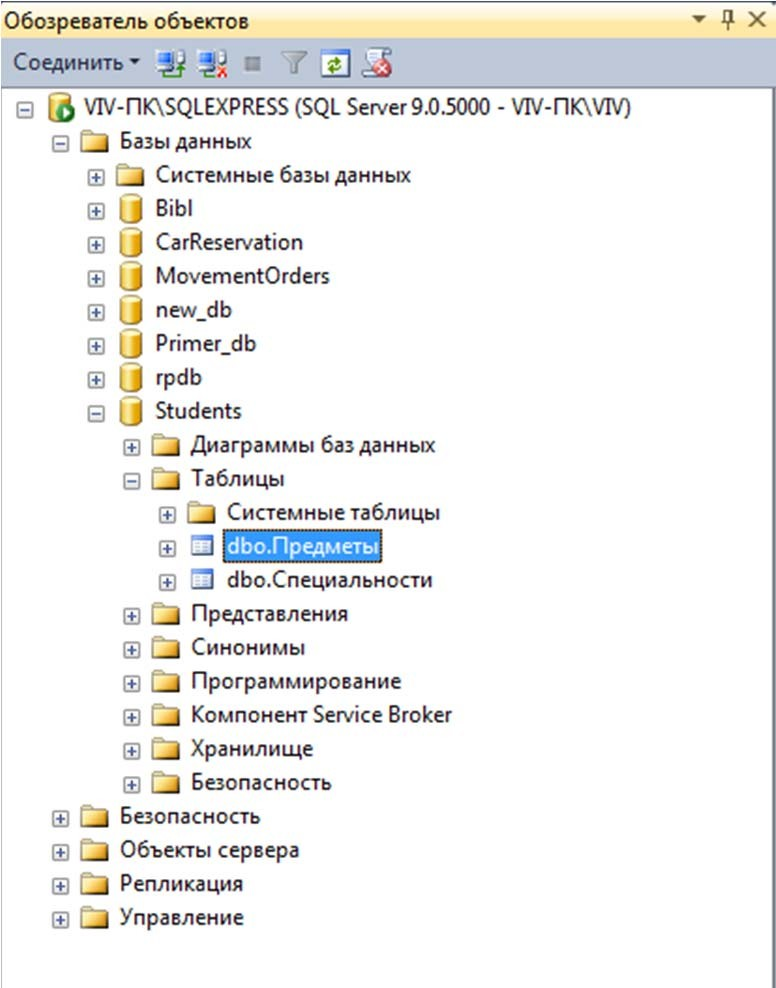 Обозреватель объектов
Соединить
VIV-ПК\SQLEXPRESS (SQL Server 9.0.5000 - VIV-ПК\VIV)
Базы данных
Системные базы данных
Bibl
CarReservation
MovementOrders
new_db
Primer_db
rpdb
Students
Диаграммы баз данных
Таблицы
Системные таблицы
dbo.Предметы
dbo.Специальности
Представления
Синонимы
Программирование
Компонент Service Broker
Хранилище
Безопасность
Безопасность
Объекты сервера
Репликация
Управление